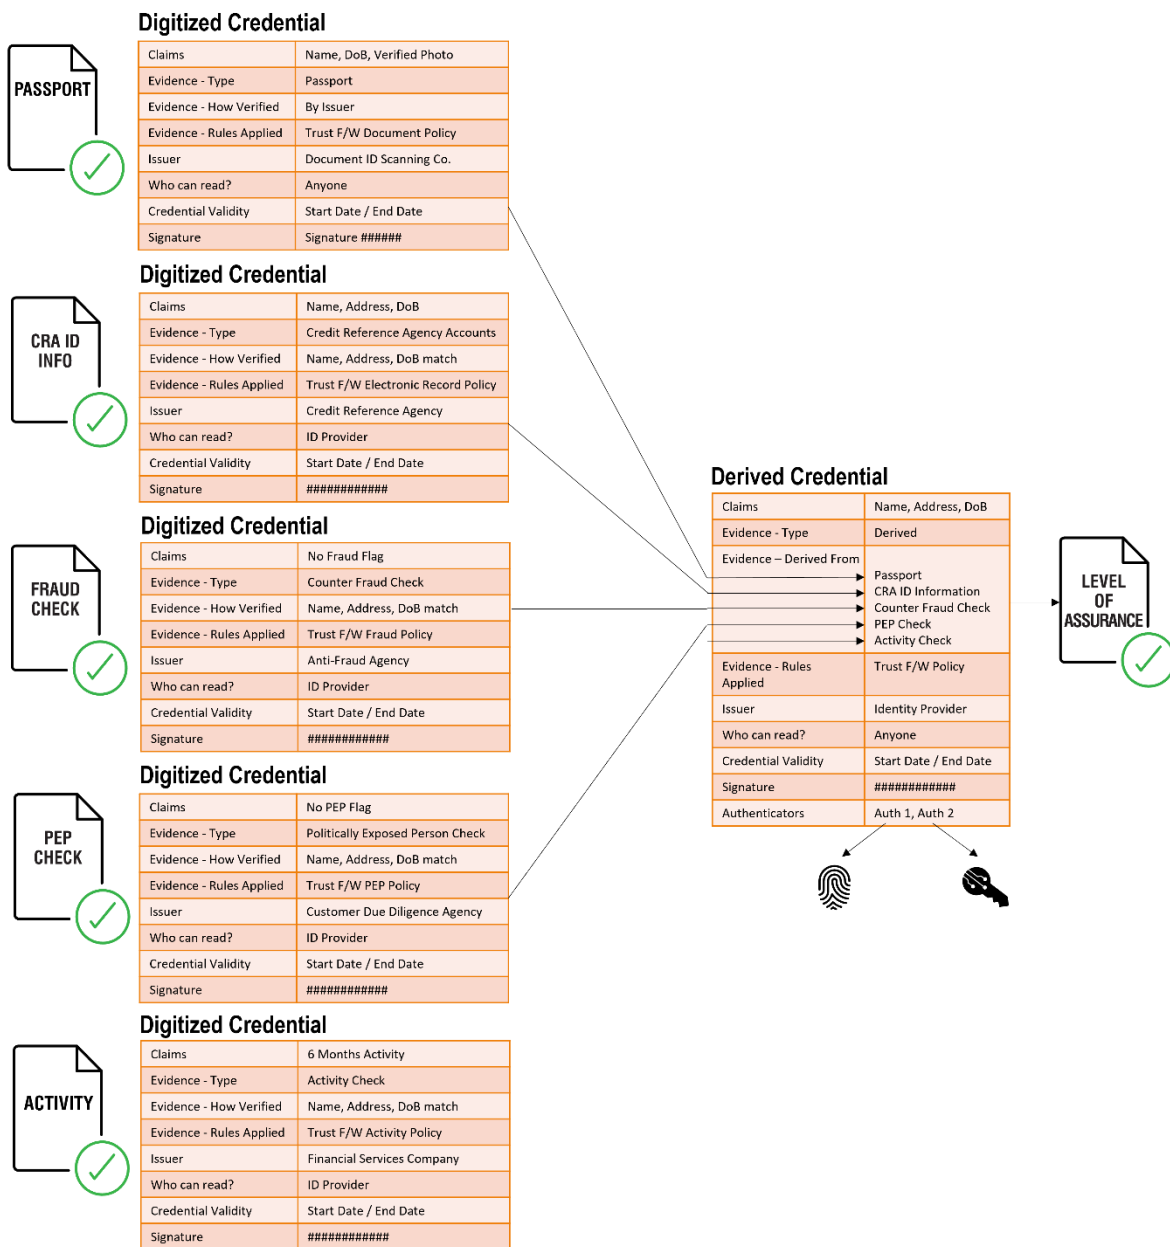 Digitized Credential
PASSPORT
Claims Name, DoB, Verified Photo
Evidence - Type Passport
Evidence - How Verified By Issuer
Evidence - Rules Applied Trust F/W Document Policy
Issuer Document ID Scanning Co.
Who can read? Anyone
Credential Validity Start Date / End Date
Signature Signature ######
Digitized Credential
CRA ID
INFO
Claims Name, Address, DoB
Evidence - Type Credit Reference Agency Accounts
Evidence - How Verified Name, Address, DoB match
Evidence - Rules Applied Trust F/W Electronic Record Policy
Issuer Credit Reference Agency
Who can read? ID Provider
Credential Validity Start Date / End Date
Signature ############
Digitized Credential
FRAUD
CHECK
Claims No Fraud Flag
Evidence - Type Counter Fraud Check
Evidence - How Verified Name, Address, DoB match
Evidence - Rules Applied Trust F/W Fraud Policy
Issuer Anti-Fraud Agency
Who can read? ID Provider
Credential Validity Start Date / End Date
Signature ############
Digitized Credential
PEP
CHECK
Claims No PEP Flag
Evidence - Type Politically Exposed Person Check
Evidence - How Verified Name, Address, DoB match
Evidence - Rules Applied Trust F/W PEP Policy
Issuer Customer Due Diligence Agency
Who can read? ID Provider
Credential Validity Start Date / End Date
Signature ############
Digitized Credential
ACTIVITY
Claims 6 Months Activity
Evidence - Type Activity Check
Evidence - How Verified Name, Address, DoB match
Evidence - Rules Applied Trust F/W Activity Policy
Issuer Financial Services Company
Who can read? ID Provider
Credential Validity Start Date / End Date
Signature ############
Derived Credential
Claims Name, Address, DoB
Evidence - Type Derived
Evidence – Derived From
Passport
CRA ID Information
Counter Fraud Check
PEP Check
Activity Check
Evidence - Rules Trust F/W Policy
Applied
Issuer Identity Provider
Who can read? Anyone
Credential Validity Start Date / End Date
Signature ############
Authenticators Auth 1, Auth 2
LEVEL
OF
ASSURANCE